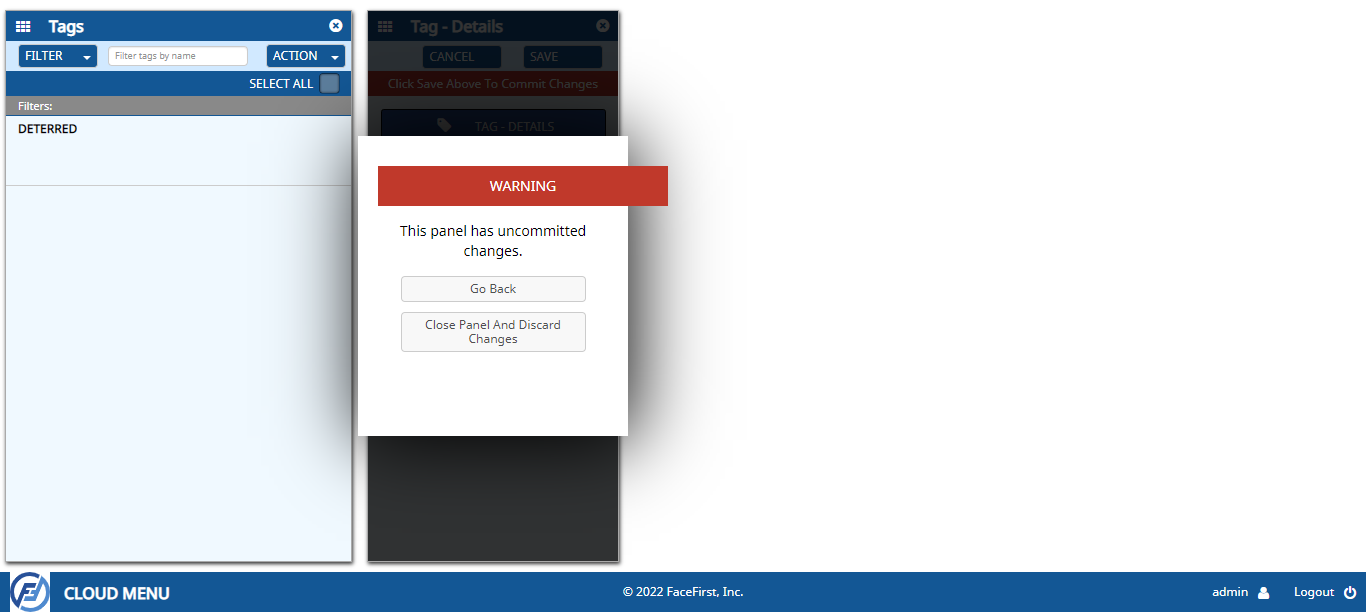 Tags
FILTER
Filter tags by name
ACTION
SELECT ALL
Filters:
DETERRED
Tag - Details
CANCEL
SAVE
Click Save Above To Commit Changes
TAG - DETAILS
WARNING
This panel has uncommitted
changes.
Go Back
Close Panel And Discard
Changes
CLOUD MENU
© 2022 FaceFirst, Inc.
admin
Logout